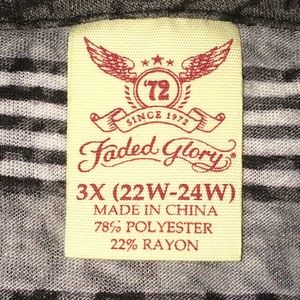 '72
SINCE 1972
Faded Glory®
3X (22W-24W)
MADE IN CHINA
78% POLYESTER
22% RAYON